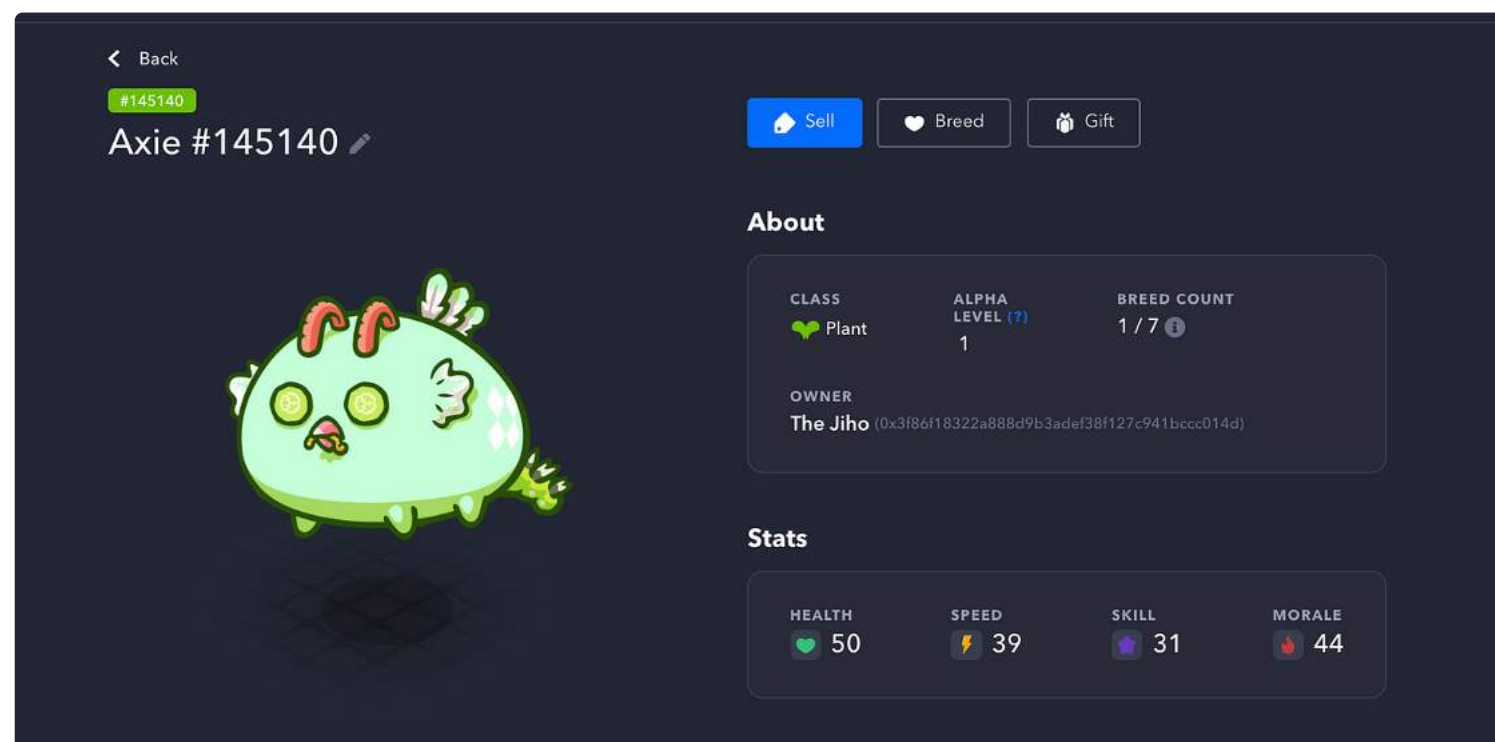 Back
#145140
Axie #145140
Sell
Breed
Gift
About
CLASS
Plant
ALPHA
LEVEL (?)
1
BREED COUNT
1 / 7
OWNER
The Jiho (0x3f86f18322a888d9b3adef38f127c941bccc014d)
Stats
HEALTH
50
SPEED
39
SKILL
31
MORALE
44